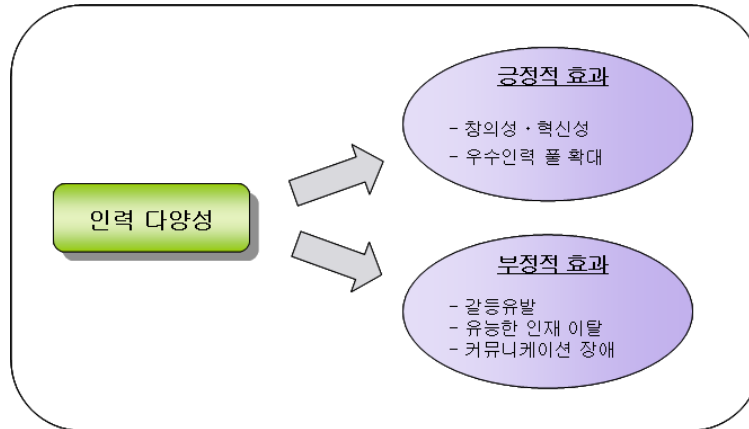 인력 다양성
긍정적 효과
- 창의성 · 혁신성
- 우수인력 풀 확대
부정적 효과
- 갈등유발
- 유능한 인재 이탈
- 커뮤니케이션 장애